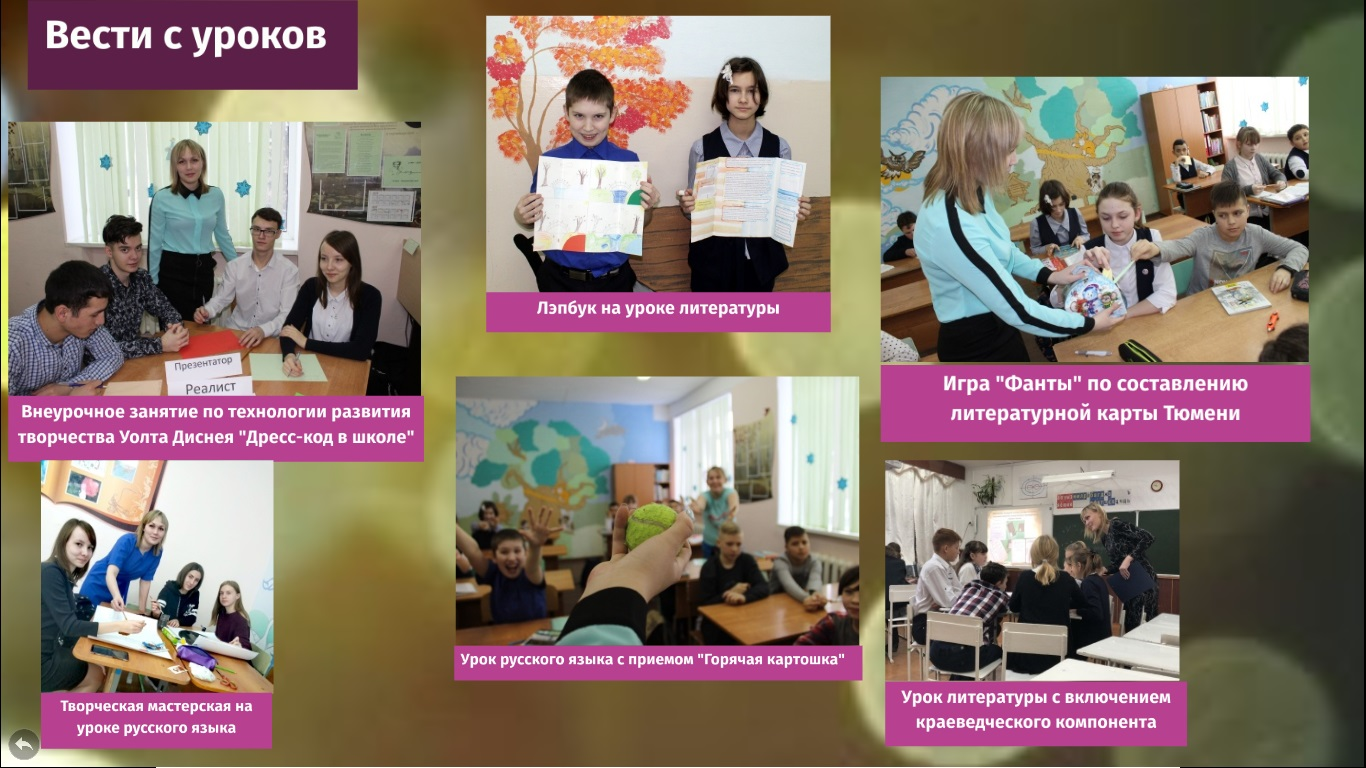 Вести с уроков
Презентатор
Реалист
Внеурочное занятие по технологии развития
творчества Уолта Диснея "Дресс-код в школе"
Лэпбук на уроке литературы
Игра "Фанты" по составлению
литературной карты Тюмени
Творческая мастерская на
уроке русского языка
Урок русского языка с приемом "Горячая картошка"
Урок литературы с включением
краеведческого компонента